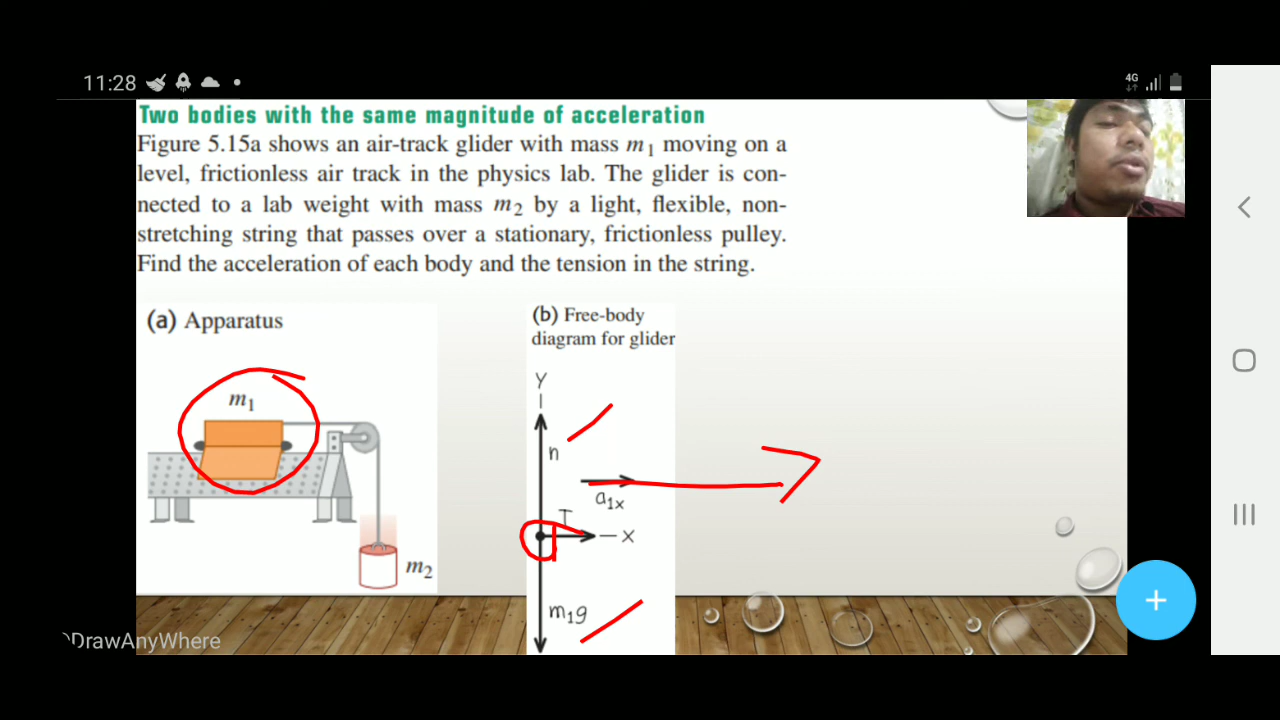 11:28
4G
Two bodies with the same magnitude of acceleration
Figure 5.15a shows an air-track glider with mass m1 moving on a
level, frictionless air track in the physics lab. The glider is con-
nected to a lab weight with mass m2 by a light, flexible, non-
stretching string that passes over a stationary, frictionless pulley.
Find the acceleration of each body and the tension in the string.
(a) Apparatus
m1
m2
(b) Free-body
diagram for glider
Y
n
a1x
T
X
m1g
DrawAnyWhere
+